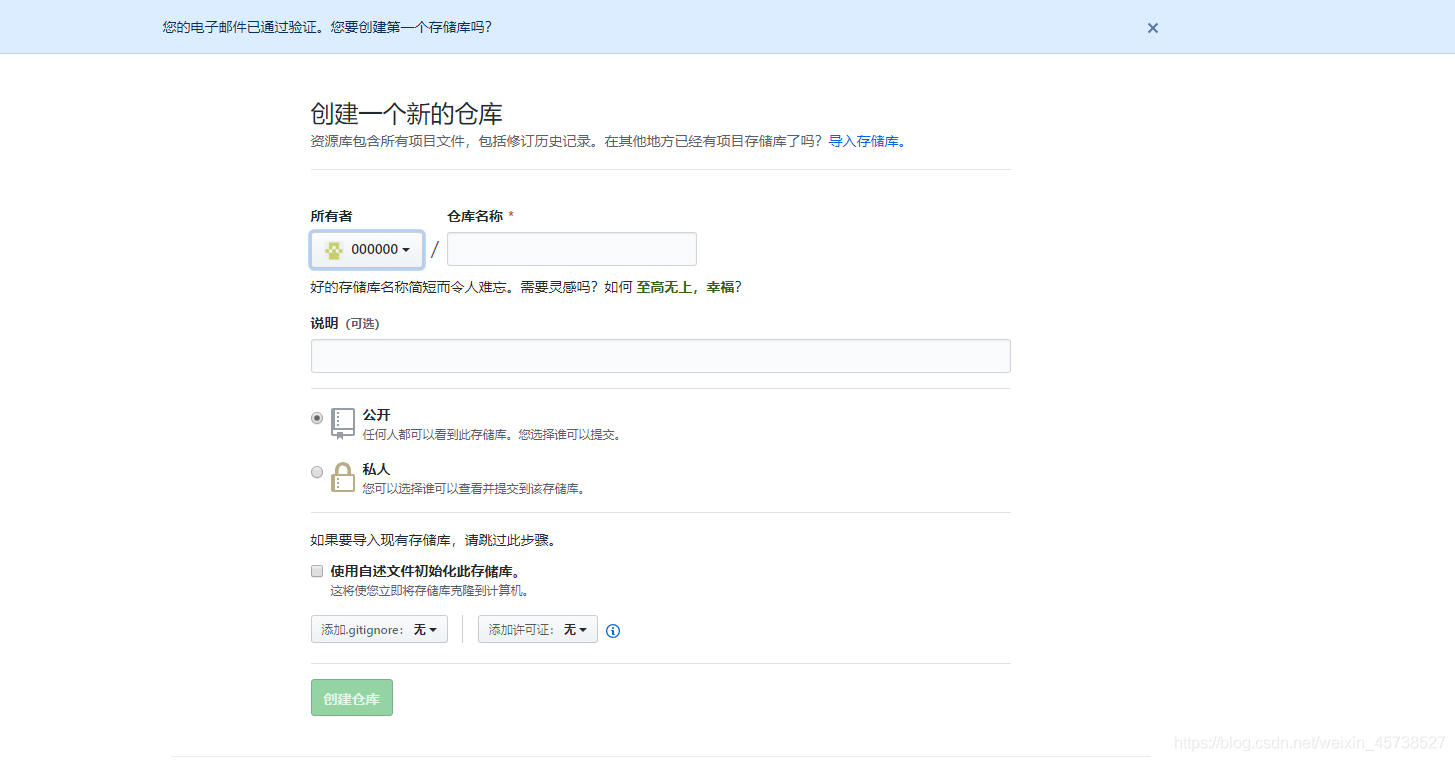 您的电子邮件已通过验证。您要创建第一个存储库吗？
创建一个新的仓库
资源库包含所有项目文件，包括修订历史记录。在其他地方已经有项目存储库了吗？导入存储库。
所有者 仓库名称 *
000000 /
好的存储库名称简短而令人难忘。需要灵感吗？如何 至高无上，幸福？
说明 (可选)
公开
任何人都可以看到此存储库。您选择谁可以提交。
私人
您可以选择谁可以查看并提交到该存储库。
如果要导入现有存储库，请跳过此步骤。
使用自述文件初始化此存储库。
这将使您立即将存储库克隆到计算机。
添加.gitignore： 无 添加许可证： 无
创建仓库
https://blog.csdn.net/weixin_45738527